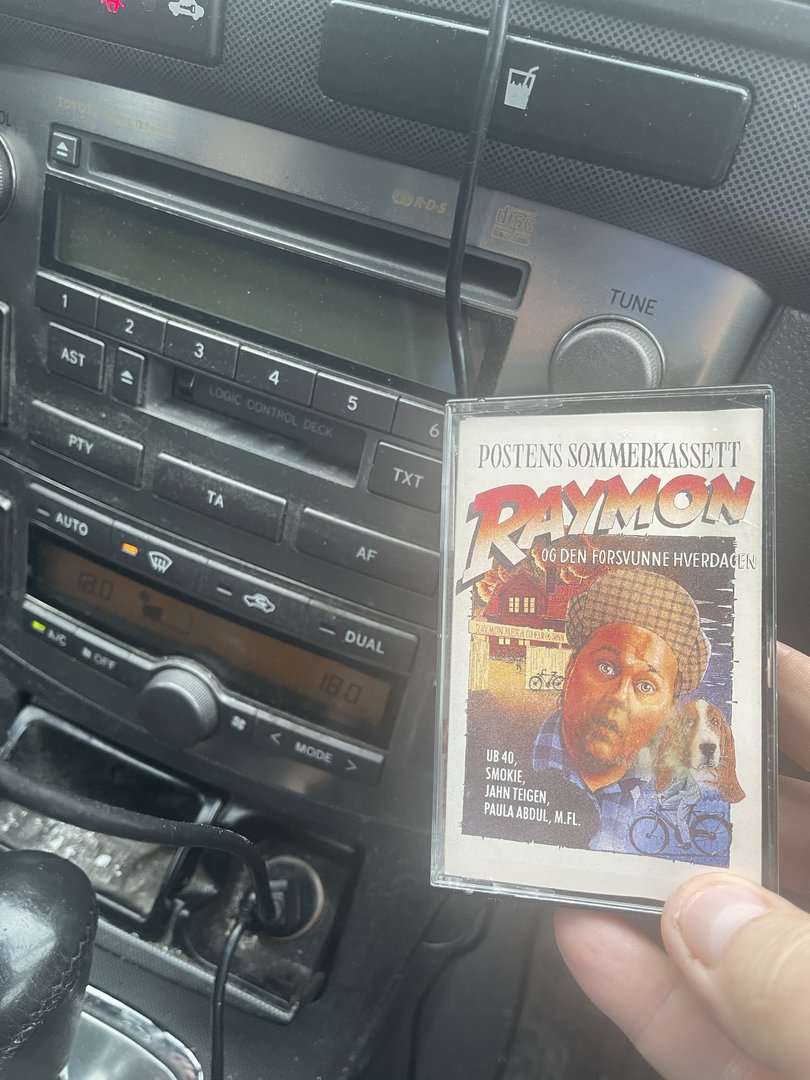 TOYOTA
RDS
disc
TUNE
1
2
3
4
5
6
AST
LOGIC CONTROL DECK
PTY
TA
AF
TXT
AUTO
DUAL
18.0
18.0
A/C
OFF
< MODE >
POSTENS SOMMERKASSETT
RAYMON
OG DEN FORSVUNNE HVERDAGEN
UB 40,
SMOKIE,
JAHN TEIGEN,
PAULA ABDUL, M.FL.